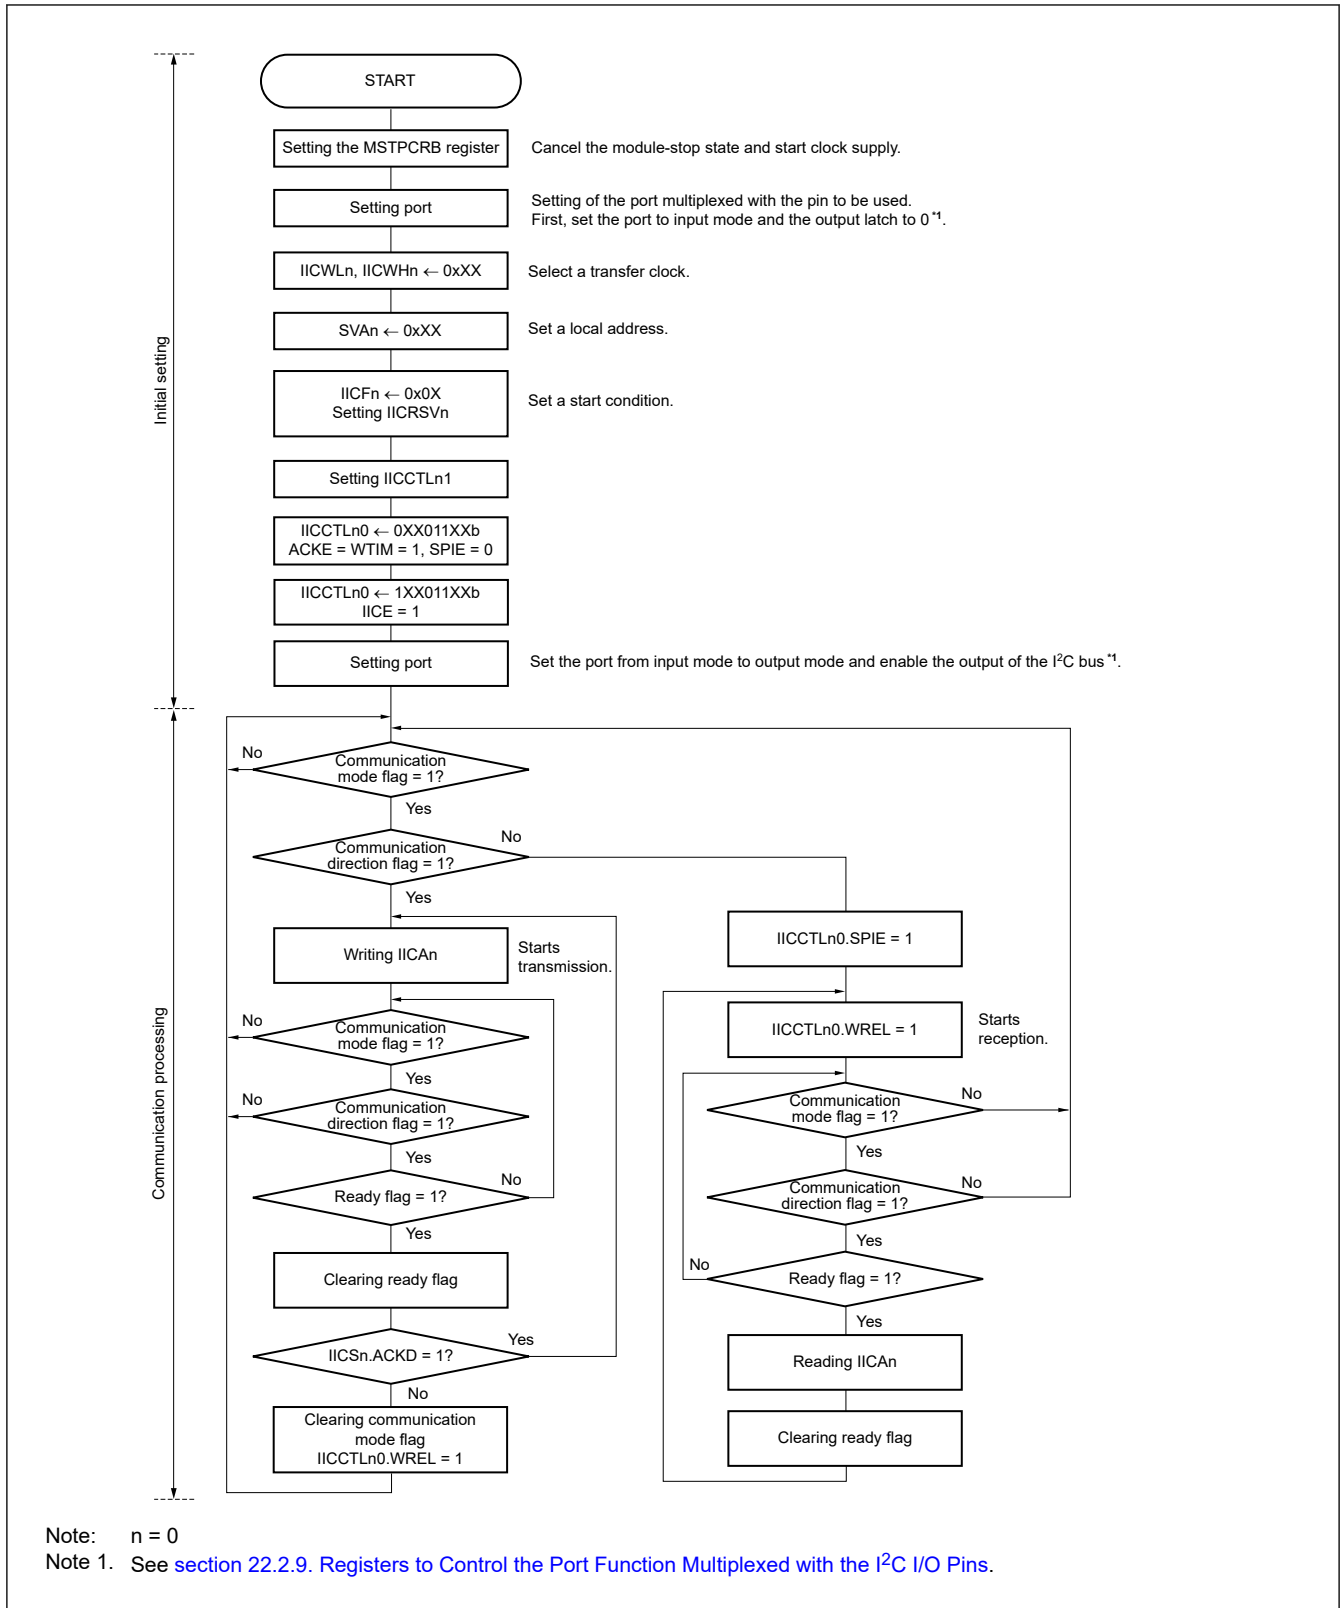 START
Setting the MSTPCRB register
Cancel the module-stop state and start clock supply.
Setting port
Setting of the port multiplexed with the pin to be used.
First, set the port to input mode and the output latch to 0 *1.
IICWLn, IICWHn ← 0xXX
Select a transfer clock.
SVAn ← 0xXX
Set a local address.
IICFn ← 0x0X
Setting IICRSVn
Set a start condition.
Setting IICCTLn1
IICCTLn0 ← 0XX011XXb
ACKE = WTIM = 1, SPIE = 0
IICCTLn0 ← 1XX011XXb
IICE = 1
Setting port
Set the port from input mode to output mode and enable the output of the I2C bus *1.
Initial setting
Communication
mode flag = 1?
No
Yes
Communication
direction flag = 1?
No
Yes
Writing IICAn
Starts
transmission.
Communication
mode flag = 1?
No
Yes
Communication
direction flag = 1?
No
Yes
Ready flag = 1?
No
Yes
Clearing ready flag
IICSn.ACKD = 1?
Yes
No
Clearing communication
mode flag
IICCTLn0.WREL = 1
IICCTLn0.SPIE = 1
IICCTLn0.WREL = 1
Starts
reception.
Communication
mode flag = 1?
No
Yes
Communication
direction flag = 1?
No
Yes
Ready flag = 1?
No
Yes
Reading IICAn
Clearing ready flag
Communication processing
Note: n = 0
Note 1. See section 22.2.9. Registers to Control the Port Function Multiplexed with the I2C I/O Pins.